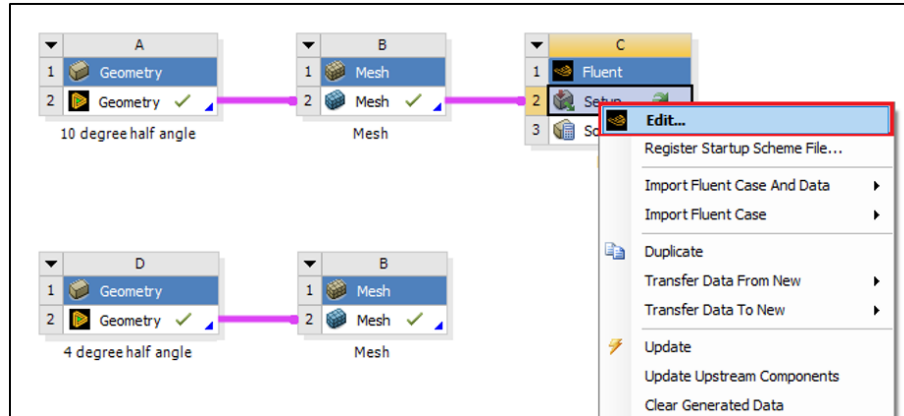 A
1 Geometry
2 Geometry
10 degree half angle
B
1 Mesh
2 Mesh
Mesh
C
1 Fluent
2 Setup
3 So
Edit...
Register Startup Scheme File...
Import Fluent Case And Data
Import Fluent Case
Duplicate
Transfer Data From New
Transfer Data To New
Update
Update Upstream Components
Clear Generated Data
D
1 Geometry
2 Geometry
4 degree half angle
B
1 Mesh
2 Mesh
Mesh